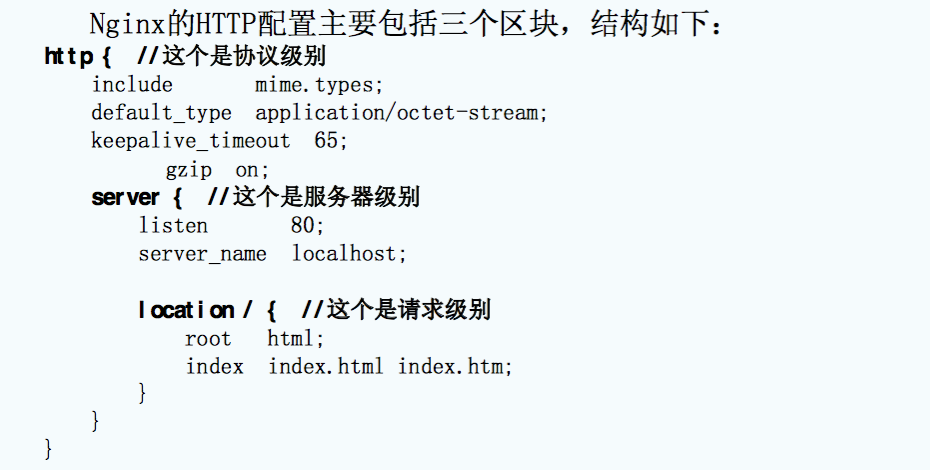 Nginx的HTTP配置主要包括三个区块，结构如下：
http { //这个是协议级别
include mime.types;
default_type application/octet-stream;
keepalive_timeout 65;
gzip on;
server { //这个是服务器级别
listen 80;
server_name localhost;
location / { //这个是请求级别
root html;
index index.html index.htm;
}
}
}